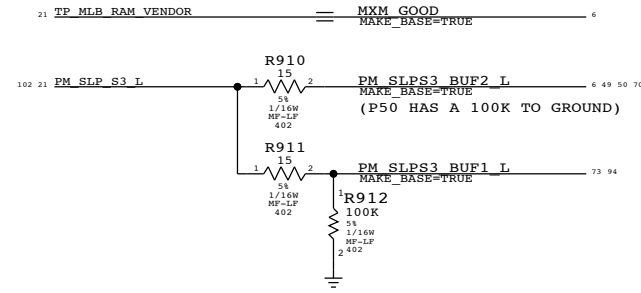 21 TP_MLB_RAM_VENDOR MXM_GOOD 6
MAKE_BASE=TRUE
R910
15
102 21 PM_SLP_S3_L 1 2 PM_SLPS3_BUF2_L 6 49 50 70
MAKE_BASE=TRUE
5%
1/16W
MF-LF
402
(P50 HAS A 100K TO GROUND)
R911
15
1 2 PM_SLPS3_BUF1_L 73 94
MAKE_BASE=TRUE
5%
1/16W
MF-LF
402
1
R912
100K
5%
1/16W
MF-LF
2 402